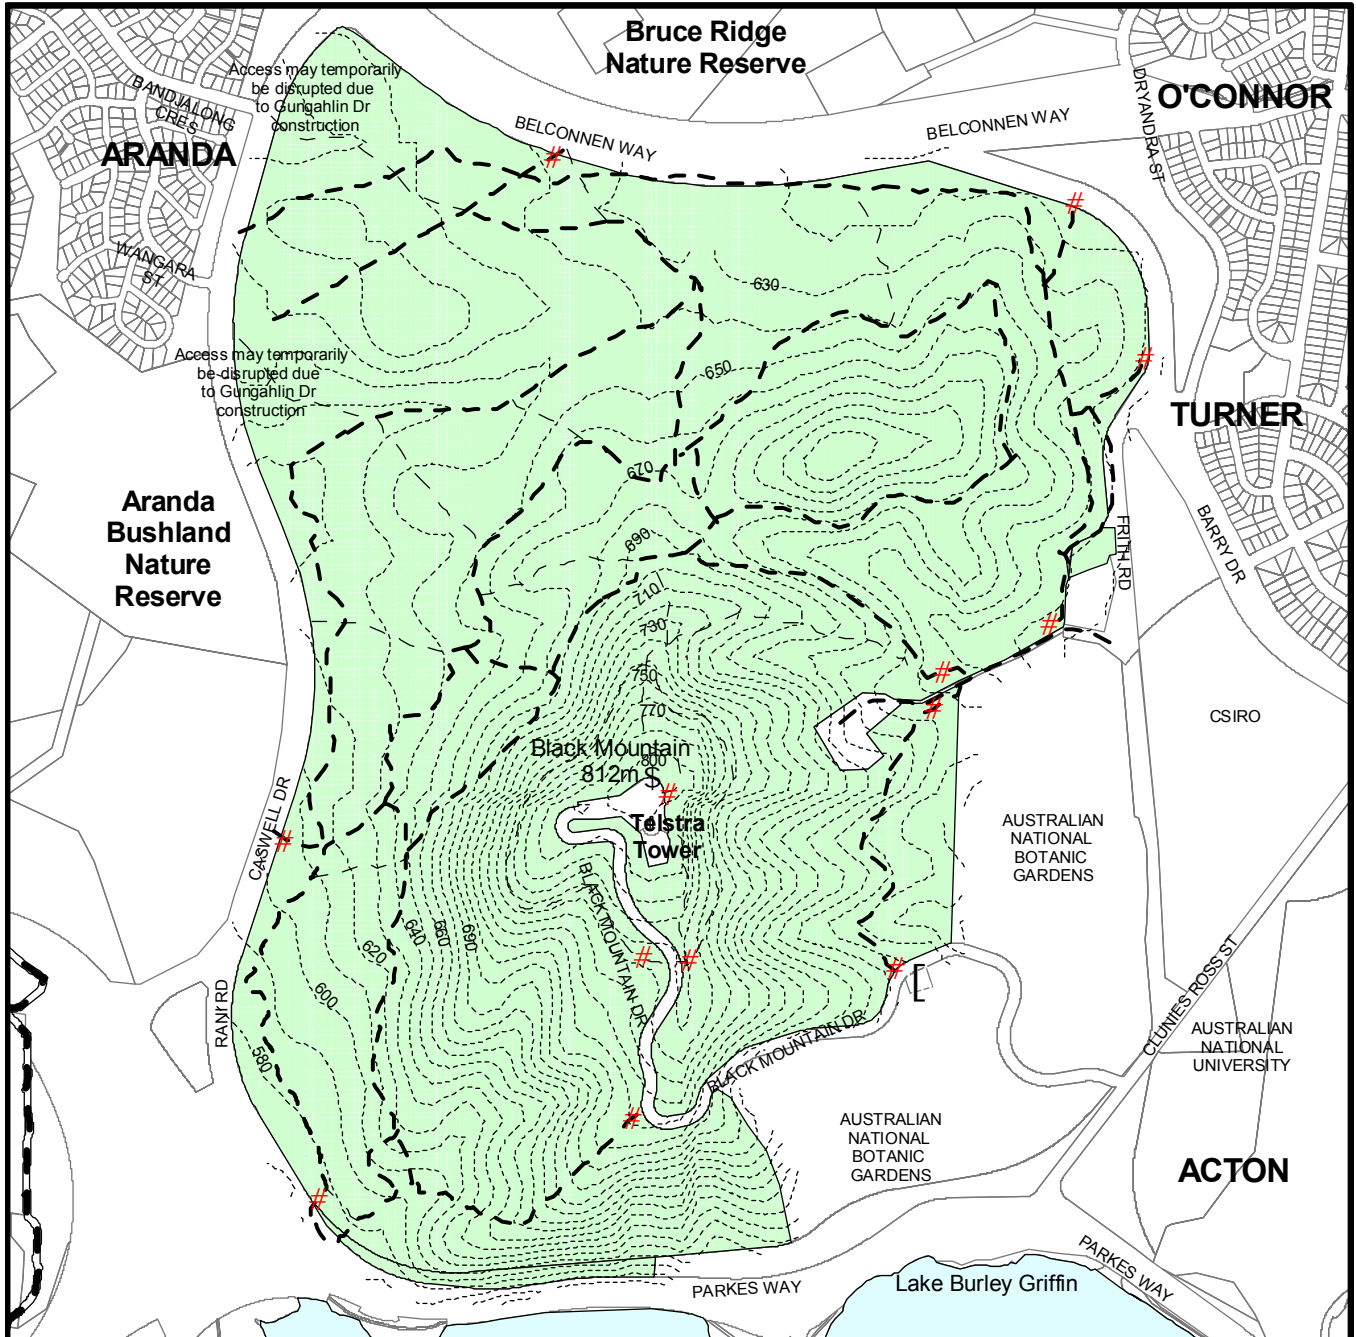 Bruce Ridge
Nature Reserve
O'CONNOR
Access may temporarily
be disrupted due
to Gungahlin Dr
construction
BANDJALONG
CRES
ARANDA
BELCONNEN WAY
BELCONNEN WAY
DRYANDRA ST
WANGARA
ST
630
Access may temporarily
be disrupted due
to Gungahlin Dr
construction
650
TURNER
670
Aranda
Bushland
Nature
Reserve
690
FRITH RD
BARRY DR
710
730
750
770
CSIRO
Black Mountain
800
812m $
Telstra
Tower
CASWELL DR
AUSTRALIAN
NATIONAL
BOTANIC
GARDENS
BLACK MOUNTAIN DR
620
640
660
690
600
RANI RD
580
[
BLACK MOUNTAIN DR
CLUNIES ROSS ST
AUSTRALIAN
NATIONAL
UNIVERSITY
AUSTRALIAN
NATIONAL
BOTANIC
GARDENS
ACTON
PARKES WAY
PARKES WAY
Lake Burley Griffin